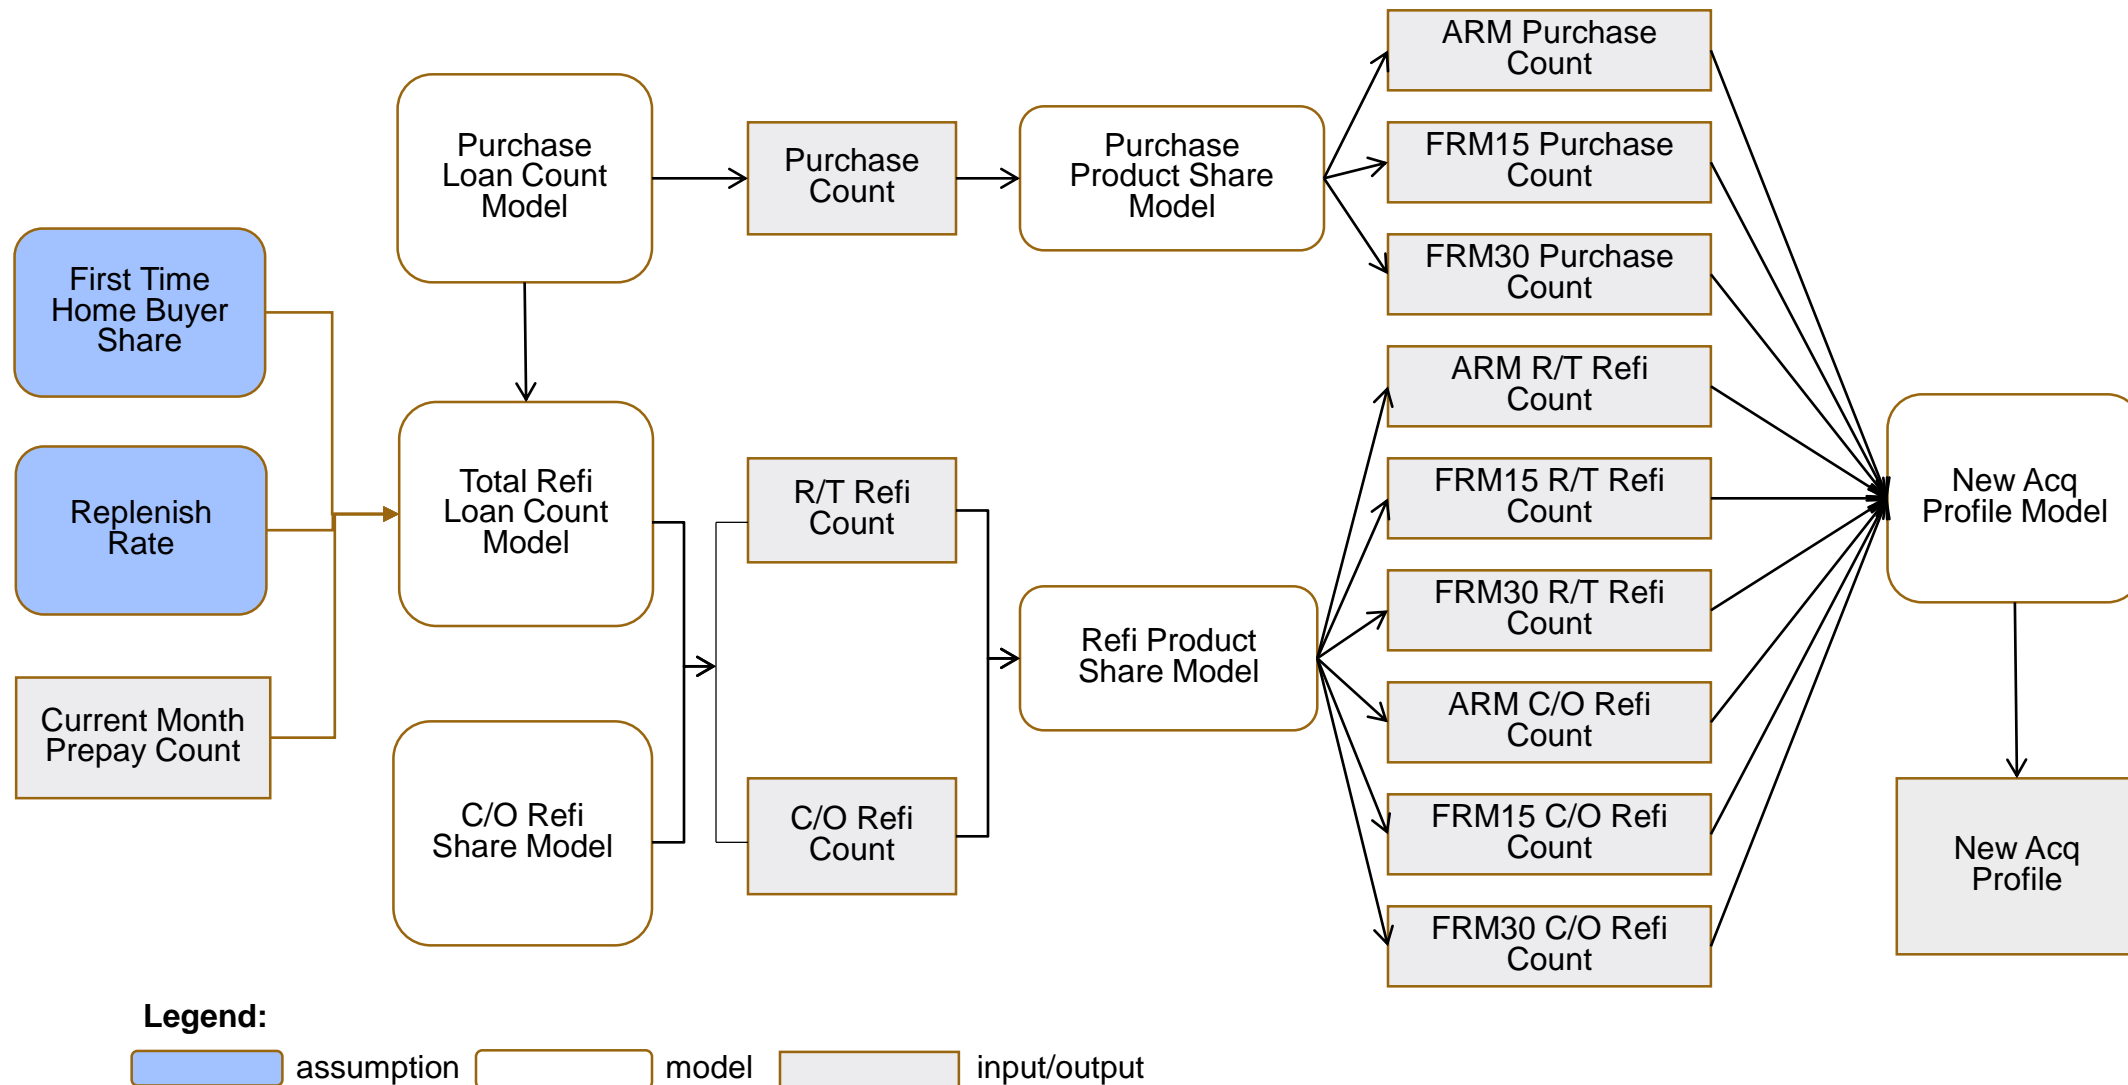 First Time
Home Buyer
Share
Replenish
Rate
Current Month
Prepay Count
Purchase
Loan Count
Model
Total Refi
Loan Count
Model
C/O Refi
Share Model
Purchase
Count
R/T Refi
Count
C/O Refi
Count
Purchase
Product Share
Model
Refi Product
Share Model
ARM Purchase
Count
FRM15 Purchase
Count
FRM30 Purchase
Count
ARM R/T Refi
Count
FRM15 R/T Refi
Count
FRM30 R/T Refi
Count
ARM C/O Refi
Count
FRM15 C/O Refi
Count
FRM30 C/O Refi
Count
New Acq
Profile Model
New Acq
Profile
Legend:
assumption
model
input/output